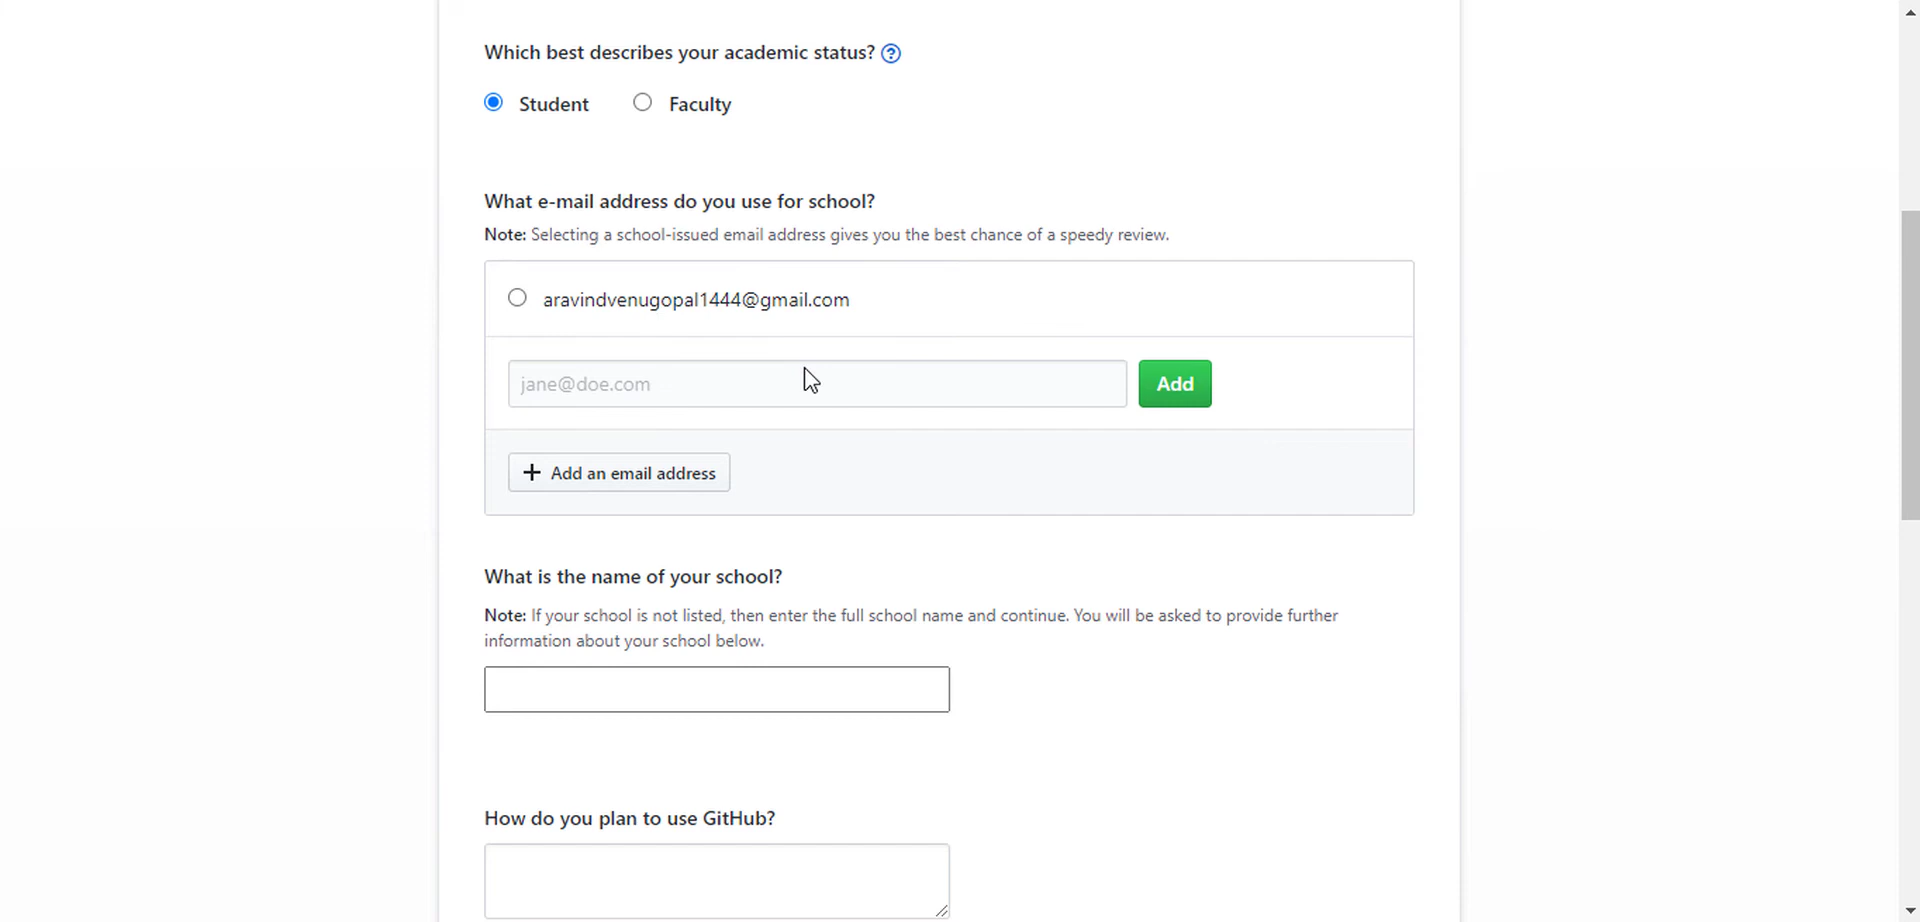 Which best describes your academic status? ?
Student Faculty
What e-mail address do you use for school?
Note: Selecting a school-issued email address gives you the best chance of a speedy review.
aravindvenugopal1444@gmail.com
jane@doe.com Add
+ Add an email address
What is the name of your school?
Note: If your school is not listed, then enter the full school name and continue. You will be asked to provide further
information about your school below.
How do you plan to use GitHub?